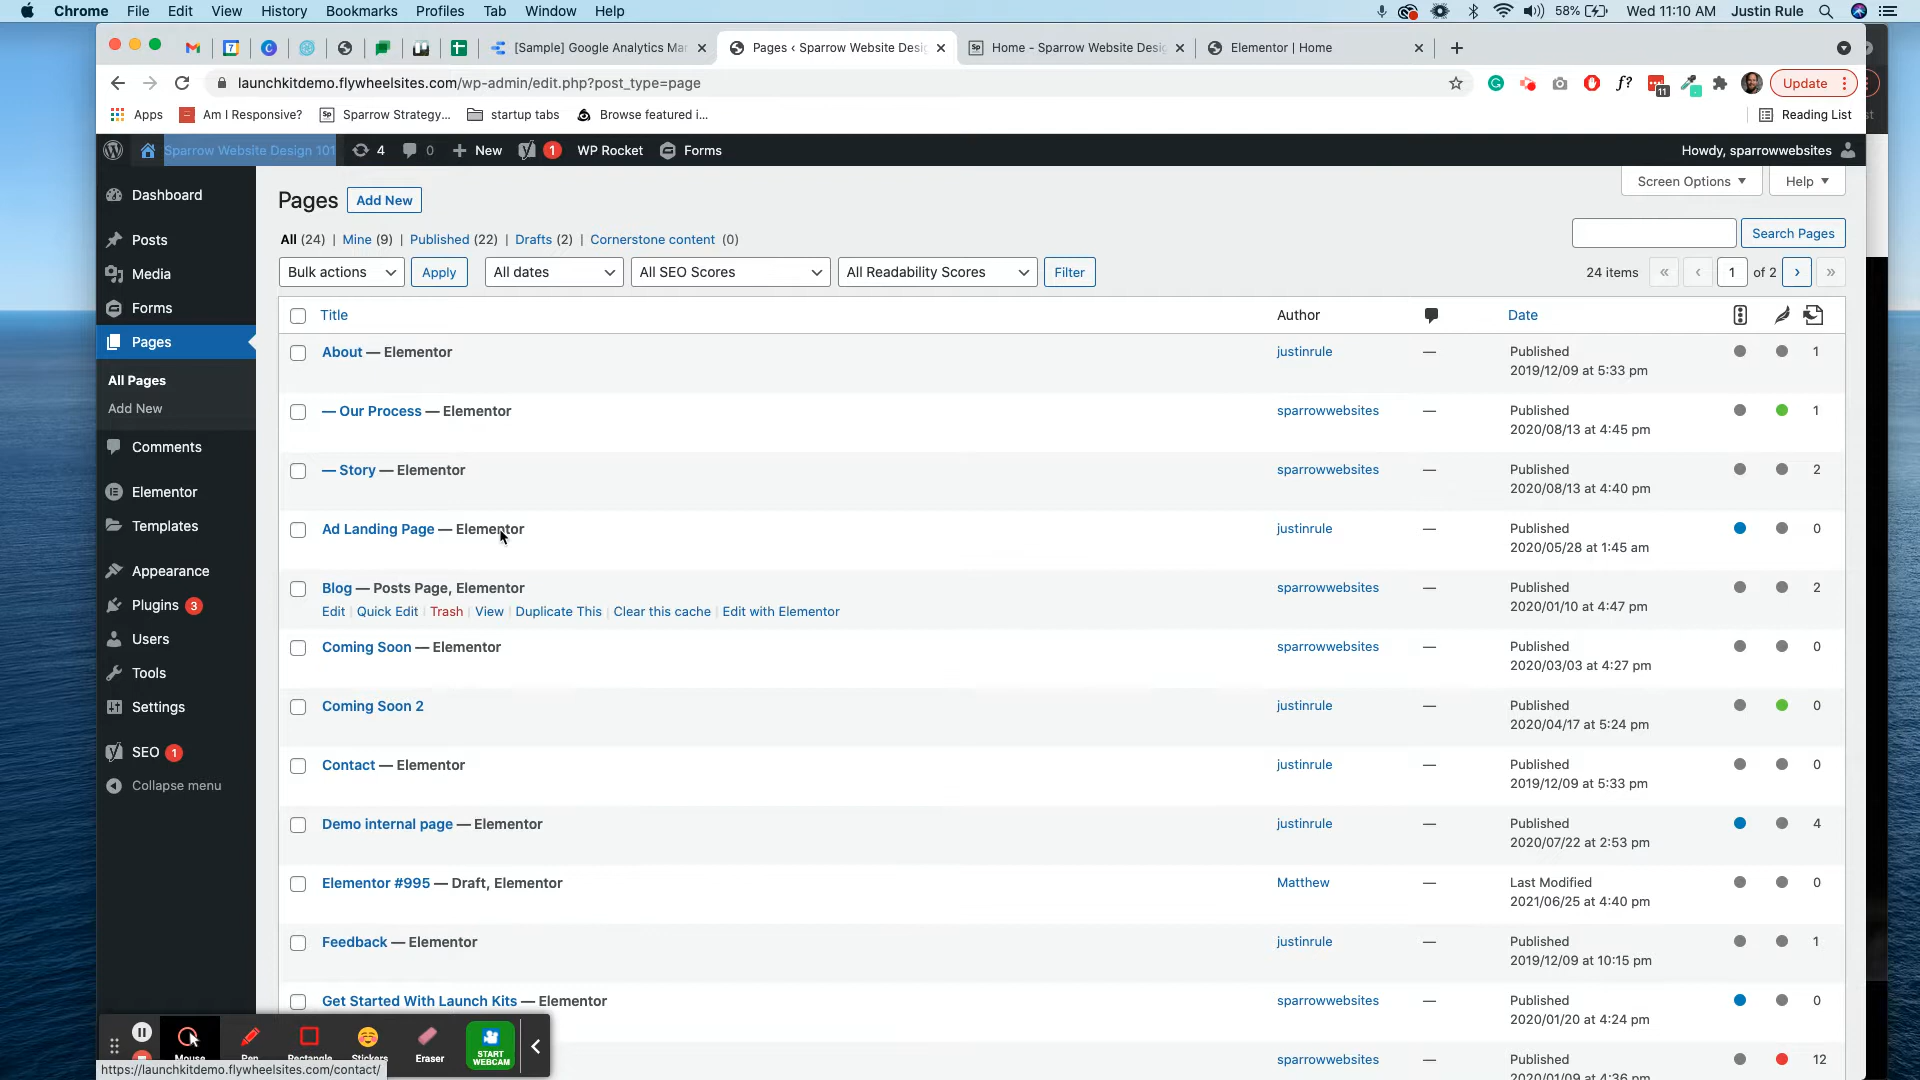 Chrome File Edit View History Bookmarks Profiles Tab Window Help 58% Wed 11:10 AM Justin Rule
[Sample] Google Analytics Ma Pages ‹ Sparrow Website Desi Home - Sparrow Website Desi Elementor | Home
launchkitdemo.flywheelsites.com/wp-admin/edit.php?post_type=page f? 11 Update
Apps Am I Responsive? Sp Sparrow Strategy... startup tabs Browse featured i... Reading List
Sparrow Website Design 101 4 0 New 1 WP Rocket Forms Howdy, sparrowwebsites
Dashboard
Posts
Media
Forms
Pages
All Pages
Add New
Comments
Elementor
Templates
Appearance
Plugins 3
Users
Tools
Settings
SEO 1
Collapse menu
Screen Options Help
Pages Add New
All (24) | Mine (9) | Published (22) | Drafts (2) | Cornerstone content (0)
Search Pages
Bulk actions Apply All dates All SEO Scores All Readability Scores Filter 24 items « ‹ 1 of 2 › »
Title Author Date
About — Elementor justinrule — Published 1
2019/12/09 at 5:33 pm
— Our Process — Elementor sparrowwebsites — Published 1
2020/08/13 at 4:45 pm
— Story — Elementor sparrowwebsites — Published 2
2020/08/13 at 4:40 pm
Ad Landing Page — Elementor justinrule — Published 0
2020/05/28 at 1:45 am
Blog — Posts Page, Elementor sparrowwebsites — Published 2
2020/01/10 at 4:47 pm
Edit | Quick Edit | Trash | View | Duplicate This | Clear this cache | Edit with Elementor
Coming Soon — Elementor sparrowwebsites — Published 0
2020/03/03 at 4:27 pm
Coming Soon 2 justinrule — Published 0
2020/04/17 at 5:24 pm
Contact — Elementor justinrule — Published 0
2019/12/09 at 5:33 pm
Demo internal page — Elementor justinrule — Published 4
2020/07/22 at 2:53 pm
Elementor #995 — Draft, Elementor Matthew — Last Modified 0
2021/06/25 at 4:40 pm
Feedback — Elementor justinrule — Published 1
2019/12/09 at 10:15 pm
Get Started With Launch Kits — Elementor sparrowwebsites — Published 0
2020/01/20 at 4:24 pm
sparrowwebsites — Published 12
2020/01/09 at 4:36 pm
Mouse Pen Rectangle Stickers Eraser START WEBCAM
https://launchkitdemo.flywheelsites.com/contact/